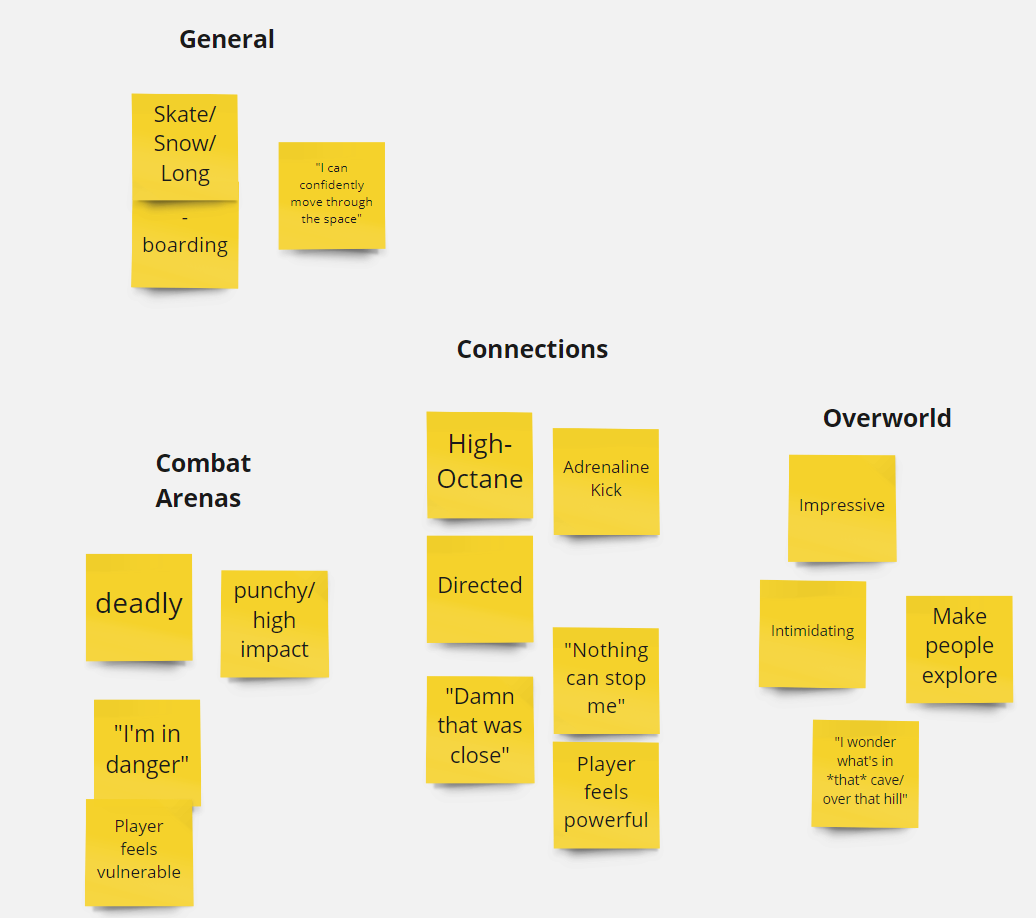 General
Skate/
Snow/
Long
-
boarding
"I can
confidently
move through
the space"
Connections
High-
Octane
Adrenaline
Kick
Directed
"Nothing
can stop
me"
"Damn
that was
close"
Player
feels
powerful
Overworld
Impressive
Intimidating
Make
people
explore
"I wonder
what's in
*that* cave/
over that hill"
Combat
Arenas
deadly
punchy/
high
impact
"I'm in
danger"
Player
feels
vulnerable